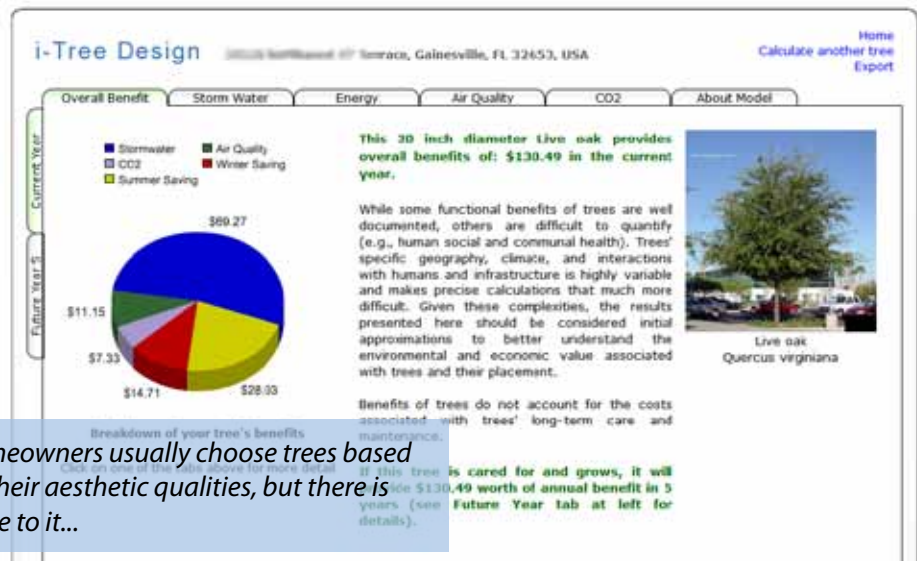 i-Tree Design
Terrace, Gainesville, FL 32653, USA
Home
Calculate another tree
Export
Overall Benefit
Storm Water
Energy
Air Quality
CO2
About Model
Current Year
Future Year 5
Stormwater
Air Quality
CO2
Winter Saving
Summer Saving
$69.27
$11.15
$7.33
$14.71
$28.03
Breakdown of your tree's benefits
Click on one of the tabs above for more detail
This 30 inch diameter Live oak provides
overall benefits of: $130.49 in the current
year.
While some functional benefits of trees are well
documented, others are difficult to quantify
(e.g., human social and communal health). Trees'
specific geography, climate, and interactions
with humans and infrastructure is highly variable
and makes precise calculations that much more
difficult. Given these complexities, the results
presented here should be considered initial
approximations to better understand the
environmental and economic value associated
with trees and their placement.
Benefits of trees do not account for the costs
associated with trees' long-term care and
maintenance.
If this tree is cared for and grows, it will
$130.49 worth of annual benefit in 5
years (see Future Year tab at left for
details).
Live oak
Quercus virginiana
meowners usually choose trees based
their aesthetic qualities, but there is
e to it...